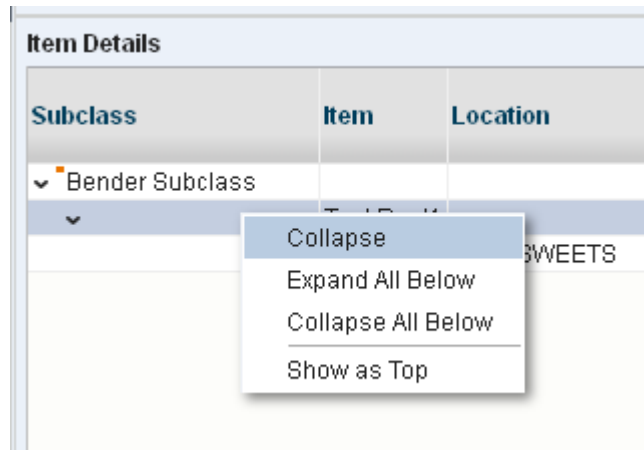 Item Details
Subclass Item Location
Bender Subclass
Collapse
SWEETS
Expand All Below
Collapse All Below
Show as Top